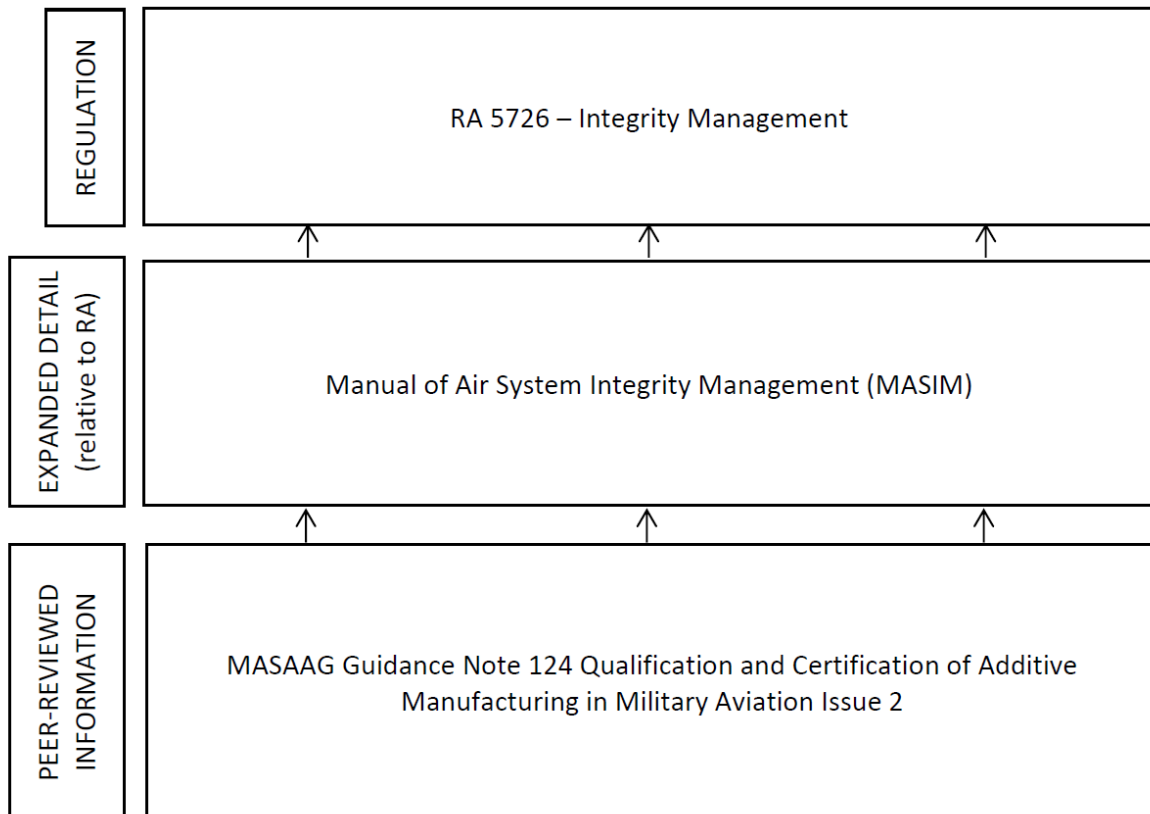 REGULATION
RA 5726 – Integrity Management
EXPANDED DETAIL
(relative to RA)
Manual of Air System Integrity Management (MASIM)
PEER-REVIEWED
INFORMATION
MASAAG Guidance Note 124 Qualification and Certification of Additive
Manufacturing in Military Aviation Issue 2